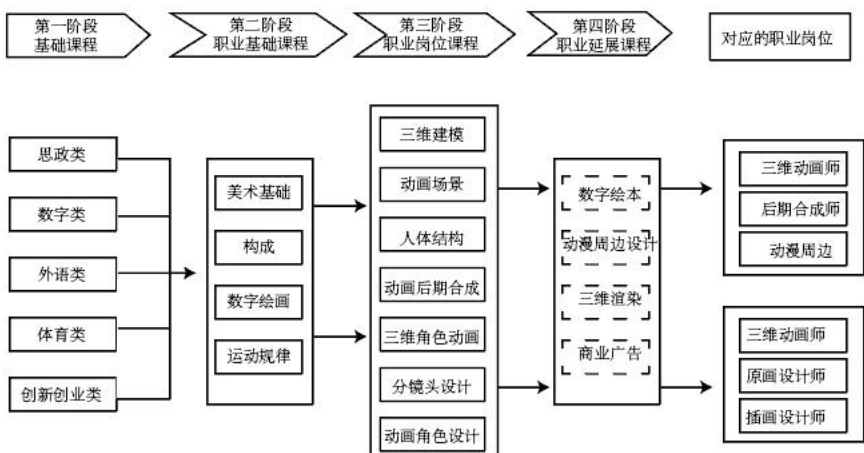 第一阶段
基础课程
第二阶段
职业基础课程
第三阶段
职业岗位课程
第四阶段
职业延展课程
对应的职业岗位
思政类
数字类
外语类
体育类
创新创业类
美术基础
构成
数字绘画
运动规律
三维建模
动画场景
人体结构
动画后期合成
三维角色动画
分镜头设计
动画角色设计
数字绘本
动漫周边设计
三维渲染
商业广告
三维动画师
后期合成师
动漫周边
三维动画师
原画设计师
插画设计师